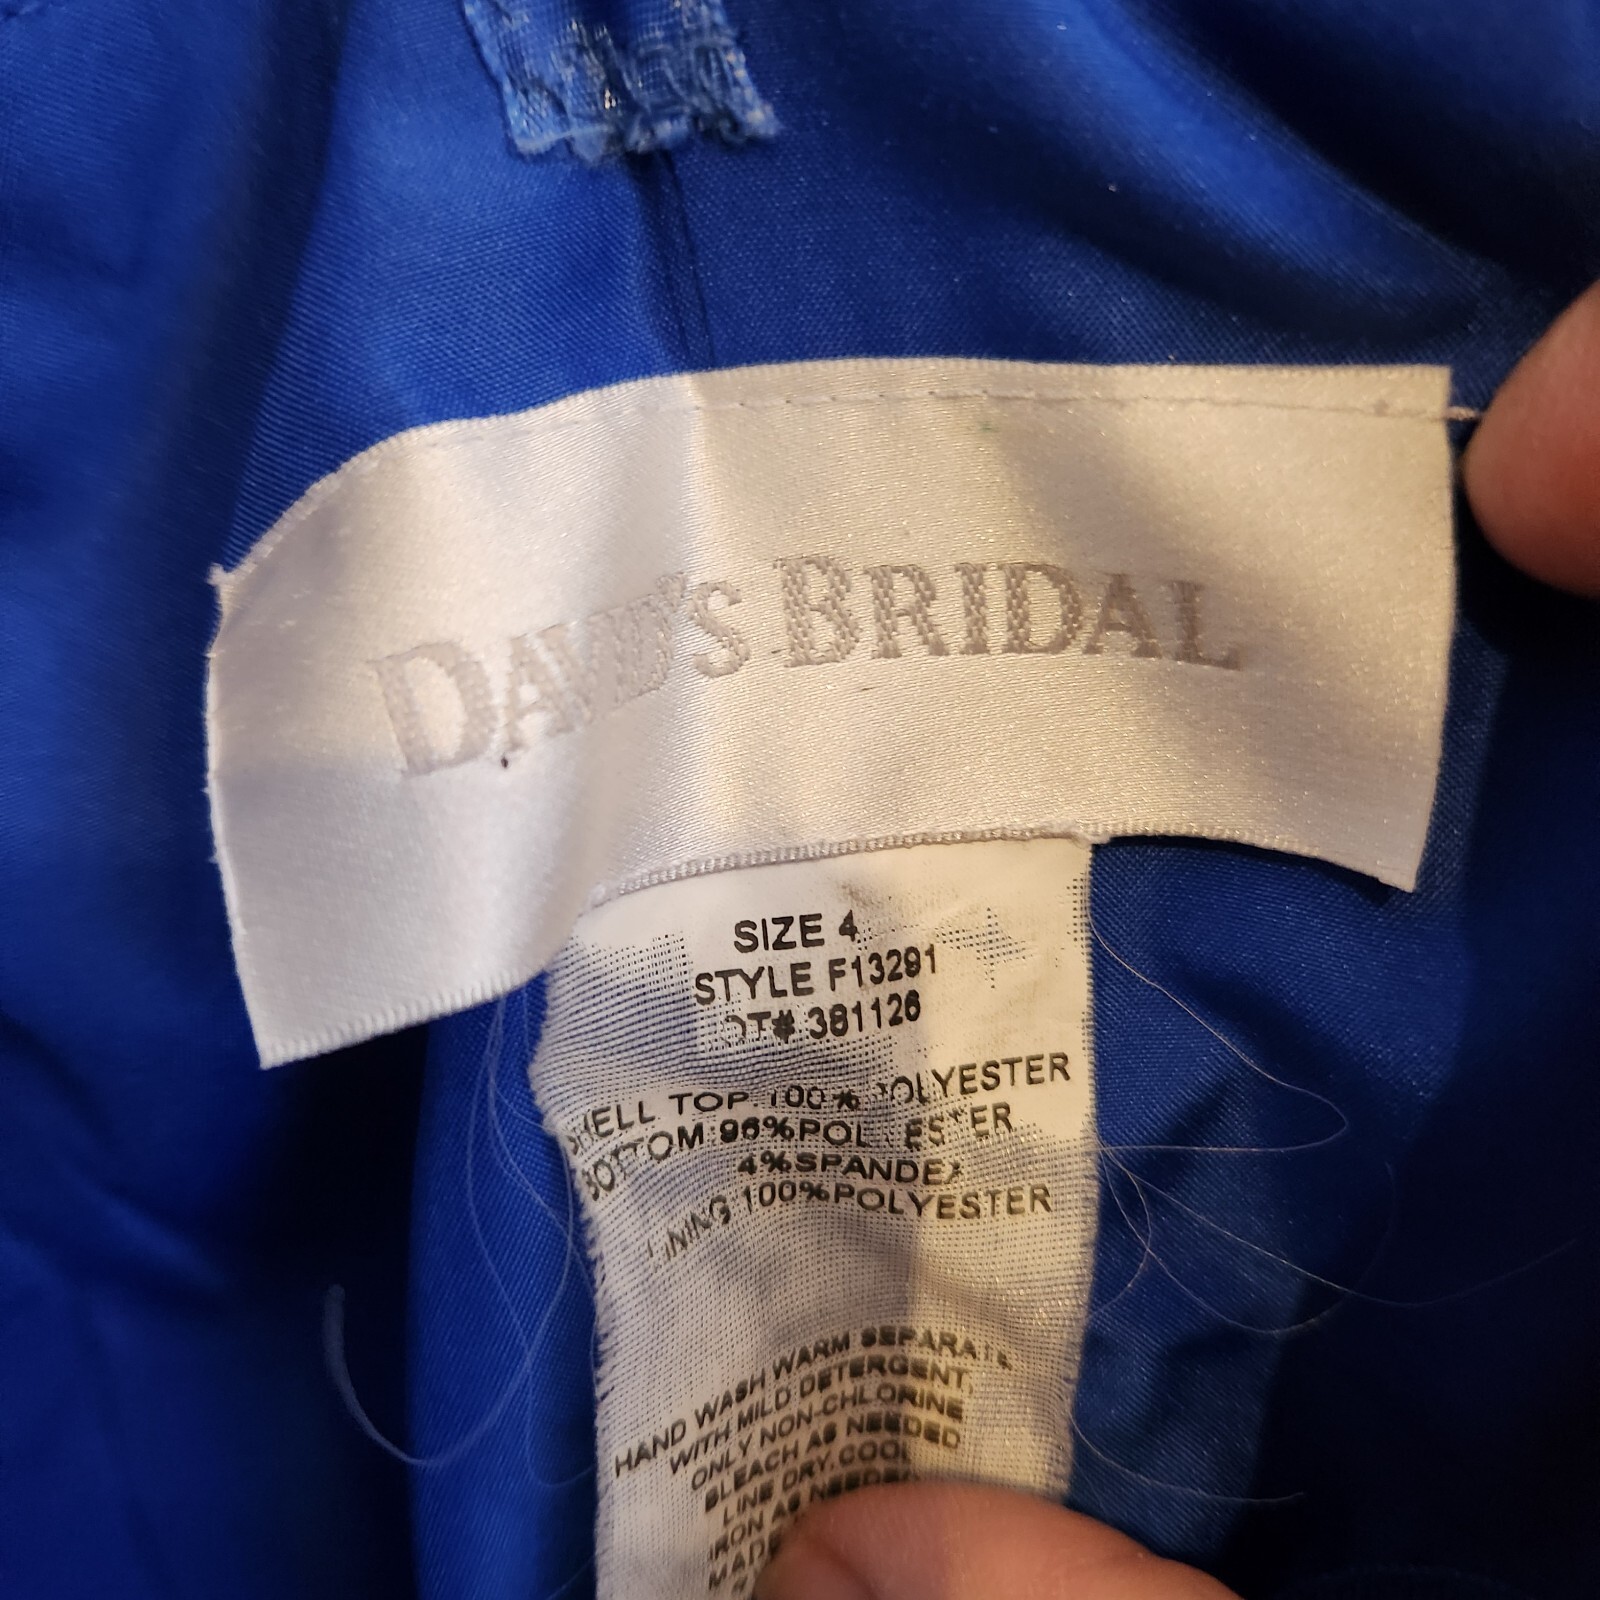 DAVID'S BRIDAL
SIZE 4
STYLE F13291
OT# 381126
SHELL TOP 100% POLYESTER
BOTTOM 96%POLYESTER
4%SPANDEX
LINING 100%POLYESTER
HAND WASH WARM SEPARATE
WITH MILD DETERGENT,
ONLY NON-CHLORINE
BLEACH AS NEEDED
LINE DRY. COOL
IRON AS NEEDED
MADE